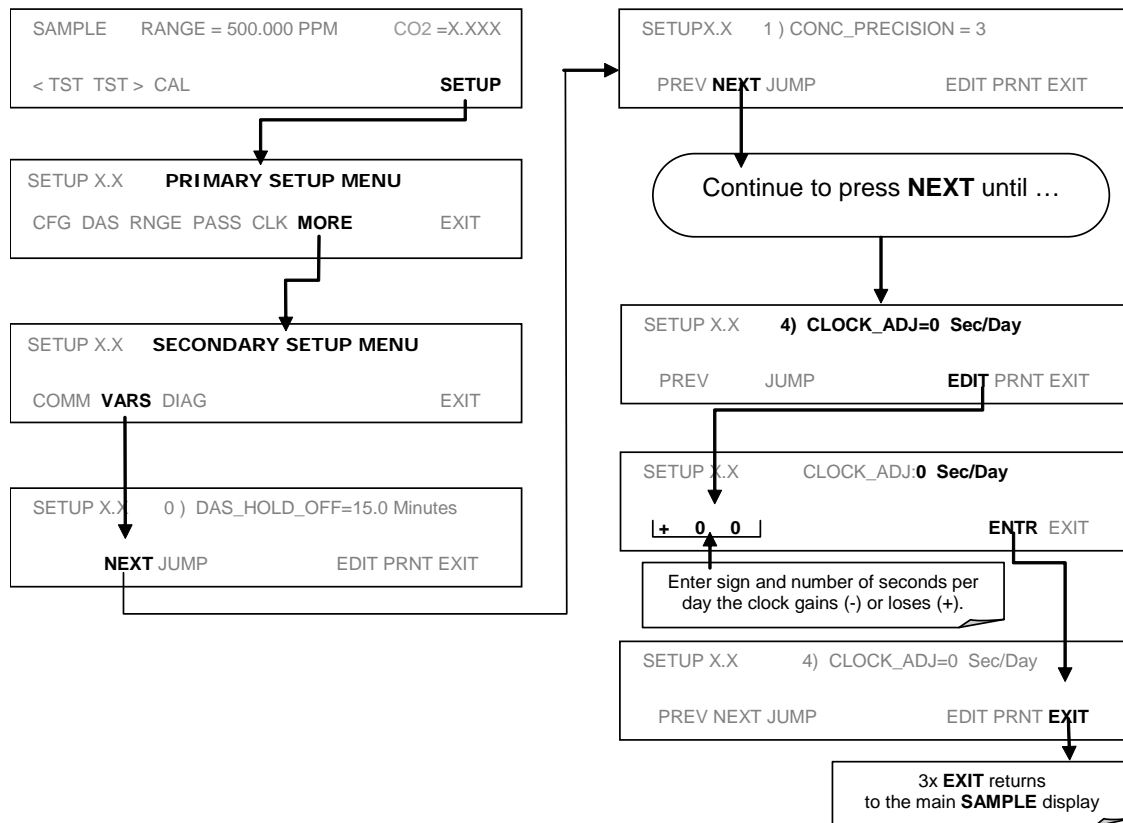 SAMPLE RANGE = 500.000 PPM CO2 =X.XXX
< TST TST > CAL SETUP
SETUP X.X PRIMARY SETUP MENU
CFG DAS RNGE PASS CLK MORE EXIT
SETUP X.X SECONDARY SETUP MENU
COMM VARS DIAG EXIT
SETUP X.X 0 ) DAS_HOLD_OFF=15.0 Minutes
NEXT JUMP EDIT PRNT EXIT
SETUPX.X 1 ) CONC_PRECISION = 3
PREV NEXT JUMP EDIT PRNT EXIT
Continue to press NEXT until …
SETUP X.X 4) CLOCK_ADJ=0 Sec/Day
PREV JUMP EDIT PRNT EXIT
SETUP X.X CLOCK_ADJ:0 Sec/Day
+ 0 0 ENTR EXIT
Enter sign and number of seconds per
day the clock gains (-) or loses (+).
SETUP X.X 4) CLOCK_ADJ=0 Sec/Day
PREV NEXT JUMP EDIT PRNT EXIT
3x EXIT returns
to the main SAMPLE display